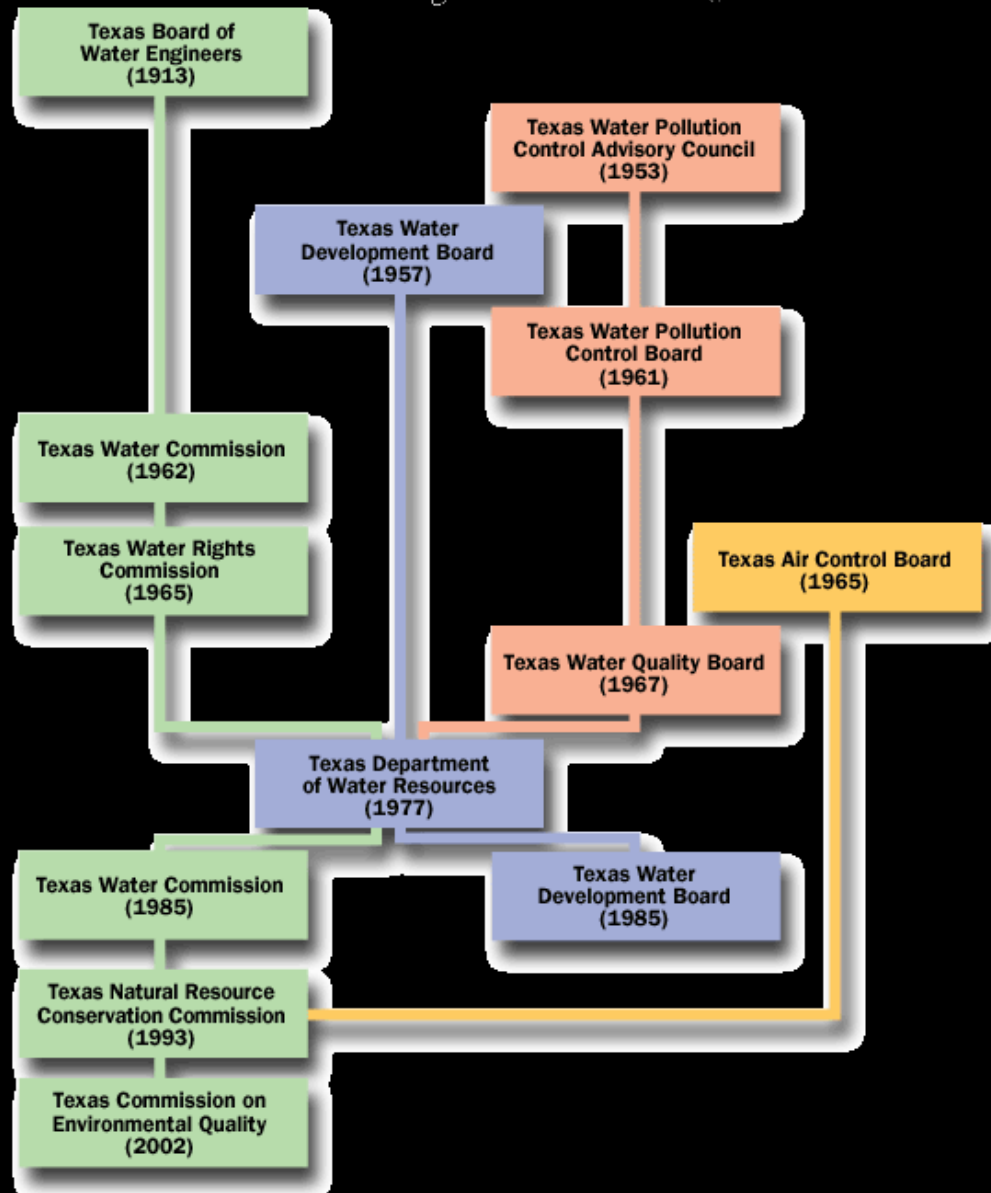 Texas Board of
Water Engineers
(1913)
Texas Water Pollution
Control Advisory Council
(1953)
Texas Water
Development Board
(1957)
Texas Water Pollution
Control Board
(1961)
Texas Water Commission
(1962)
Texas Water Rights
Commission
(1965)
Texas Air Control Board
(1965)
Texas Water Quality Board
(1967)
Texas Department
of Water Resources
(1977)
Texas Water Commission
(1985)
Texas Water
Development Board
(1985)
Texas Natural Resource
Conservation Commission
(1993)
Texas Commission on
Environmental Quality
(2002)